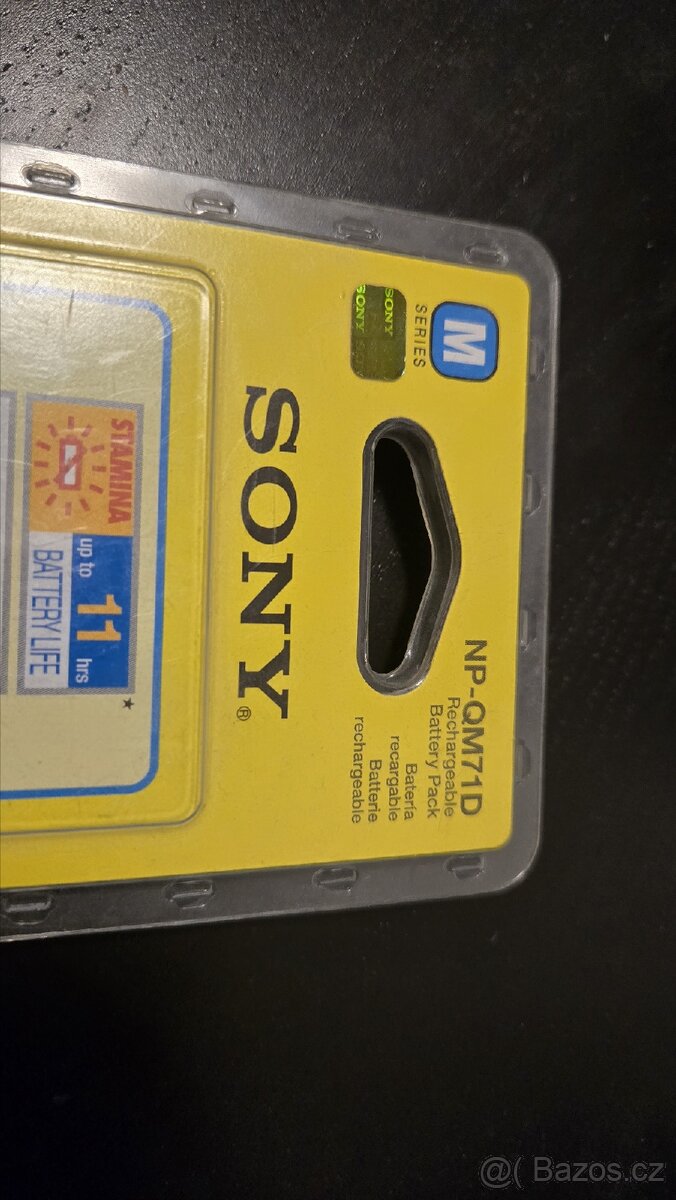 M
SERIES
SONY
SONY
NP-QM71D
Rechargeable
Battery Pack
Batería
recargable
Batterie
rechargeable
SONY®
STAMINA
up to 11 hrs
BATTERY LIFE
*
@( Bazos.cz